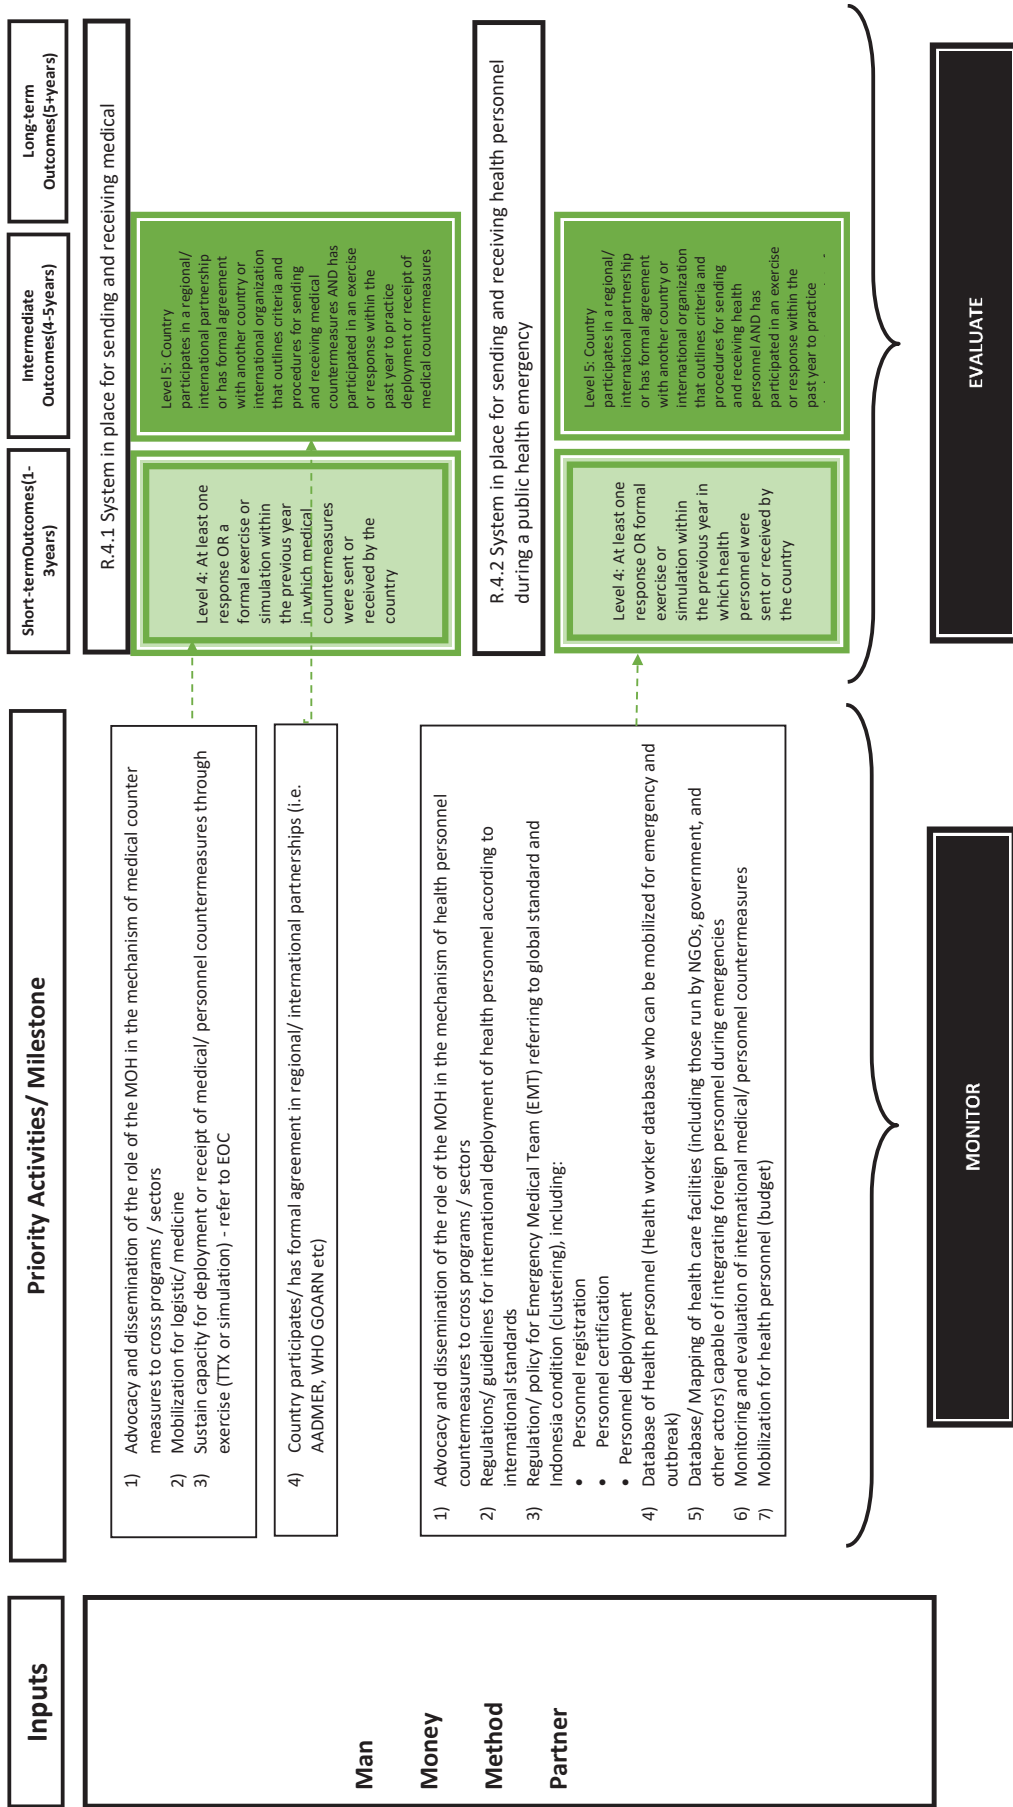 Inputs
Priority Activities/ Milestone
Short-termOutcomes(1-
3years)
Intermediate
Outcomes(4-5years)
Long-term
Outcomes(5+years)
Man
Money
Method
Partner
1) Advocacy and dissemination of the role of the MOH in the mechanism of medical counter
measures to cross programs / sectors
2) Mobilization for logistic/ medicine
3) Sustain capacity for deployment or receipt of medical/ personnel countermeasures through
exercise (TTX or simulation) - refer to EOC
4) Country participates/ has formal agreement in regional/ international partnerships (i.e.
AADMER, WHO GOARN etc)
1) Advocacy and dissemination of the role of the MOH in the mechanism of health personnel
countermeasures to cross programs / sectors
2) Regulations/ guidelines for international deployment of health personnel according to
international standards
3) Regulation/ policy for Emergency Medical Team (EMT) referring to global standard and
Indonesia condition (clustering), including:
• Personnel registration
• Personnel certification
• Personnel deployment
4) Database of Health personnel (Health worker database who can be mobilized for emergency and
outbreak)
5) Database/ Mapping of health care facilities (including those run by NGOs, government, and
other actors) capable of integrating foreign personnel during emergencies
6) Monitoring and evaluation of international medical/ personnel countermeasures
7) Mobilization for health personnel (budget)
R.4.1 System in place for sending and receiving medical
Level 4: At least one
response OR a
formal exercise or
simulation within
the previous year
in which medical
countermeasures
were sent or
received by the
country
Level 5: Country
participates in a regional/
international partnership
or has formal agreement
with another country or
international organization
that outlines criteria and
procedures for sending
and receiving medical
countermeasures AND has
participated in an exercise
or response within the
past year to practice
deployment or receipt of
medical countermeasures
R.4.2 System in place for sending and receiving health personnel
during a public health emergency
Level 4: At least one
response OR formal
exercise or
simulation within
the previous year in
which health
personnel were
sent or received by
the country
Level 5: Country
participates in a regional/
international partnership
or has formal agreement
with another country or
international organization
that outlines criteria and
procedures for sending
and receiving health
personnel AND has
participated in an exercise
or response within the
past year to practice
MONITOR
EVALUATE